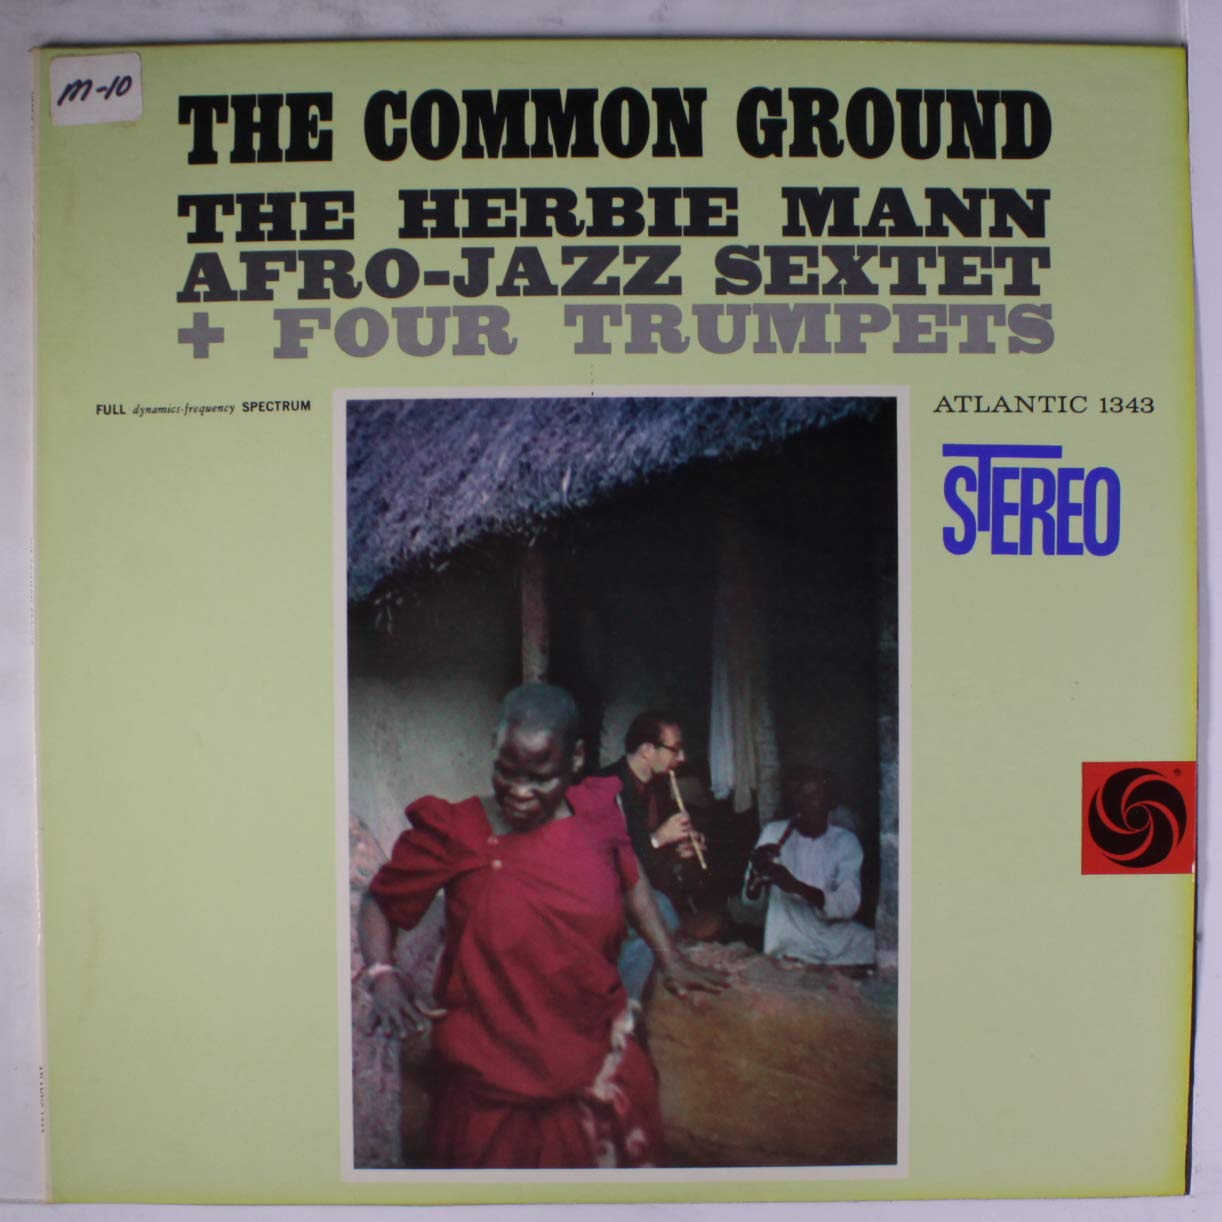 m-10
THE COMMON GROUND
THE HERBIE MANN
AFRO-JAZZ SEXTET
+ FOUR TRUMPETS
FULL dynamics-frequency SPECTRUM
ATLANTIC 1343
STEREO
®